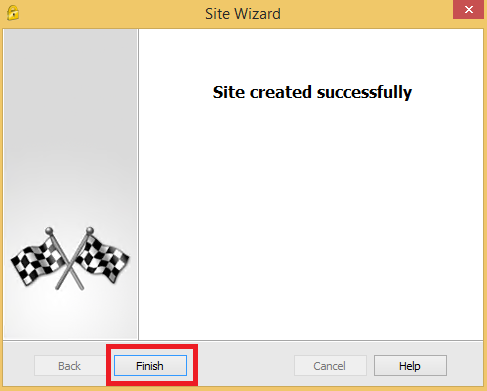 Site Wizard
Site created successfully
Back
Finish
Cancel
Help